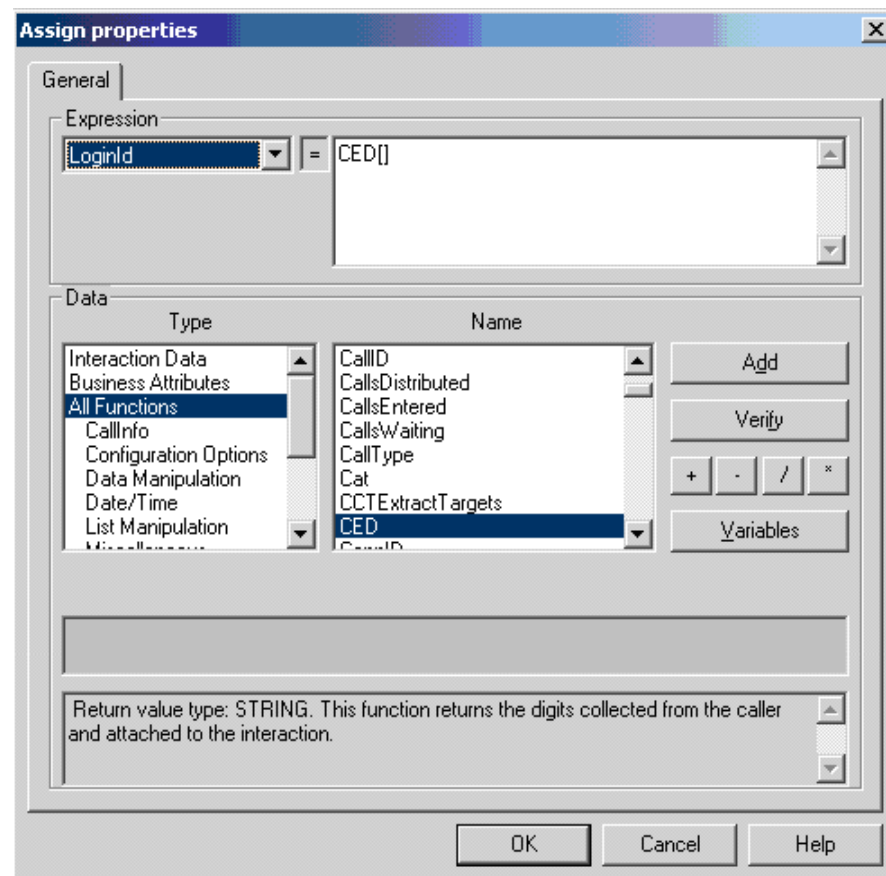 Assign properties
General
Expression
LoginId
=
CED[]
Data
Type
Name
Interaction Data
Business Attributes
All Functions
CallInfo
Configuration Options
Data Manipulation
Date/Time
List Manipulation
CallID
CallsDistributed
CallsEntered
CallsWaiting
CallType
Cat
CCTExtractTargets
CED
Add
Verify
+ - / *
Variables
Return value type: STRING. This function returns the digits collected from the caller
and attached to the interaction.
OK
Cancel
Help